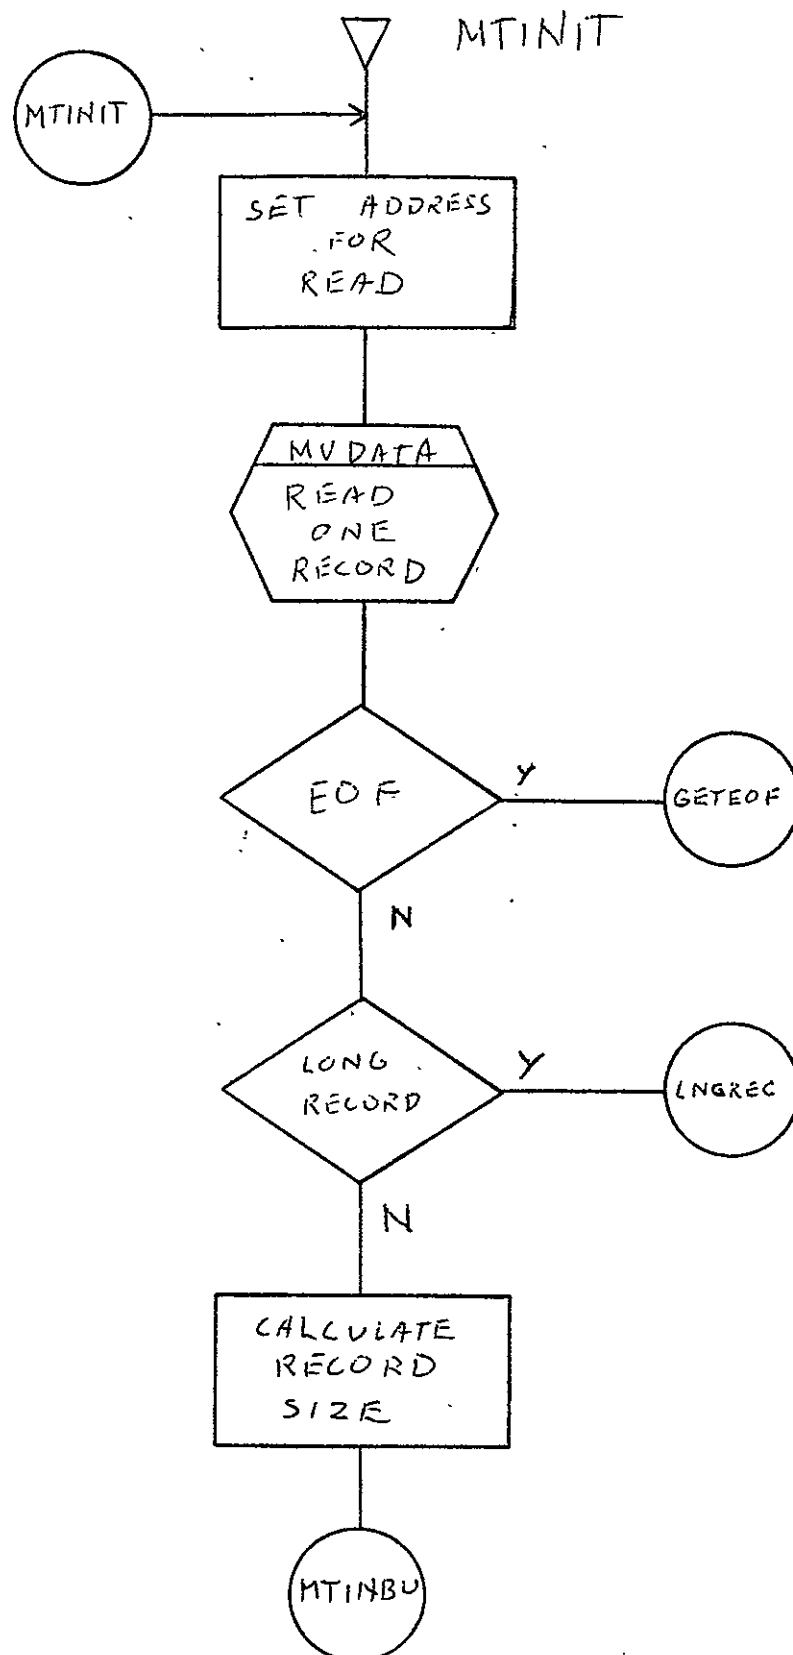 MTINIT
MTINIT
SET ADDRESS
FOR
READ
MVDATA
READ
ONE
RECORD
EOF
Y
GETEOF
N
LONG
RECORD
Y
LNGREC
N
CALCULATE
RECORD
SIZE
MTINBU